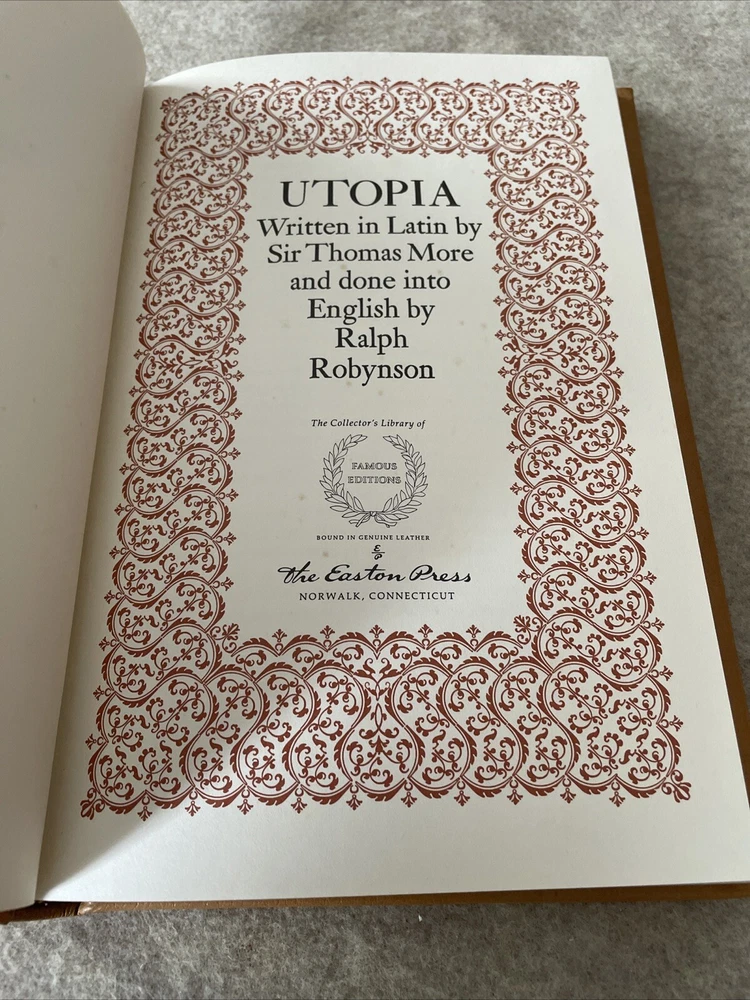 UTOPIA
Written in Latin by
Sir Thomas More
and done into
English by
Ralph
Robynson
The Collector's Library of
FAMOUS
EDITIONS
BOUND IN GENUINE LEATHER
The Easton Press
NORWALK, CONNECTICUT